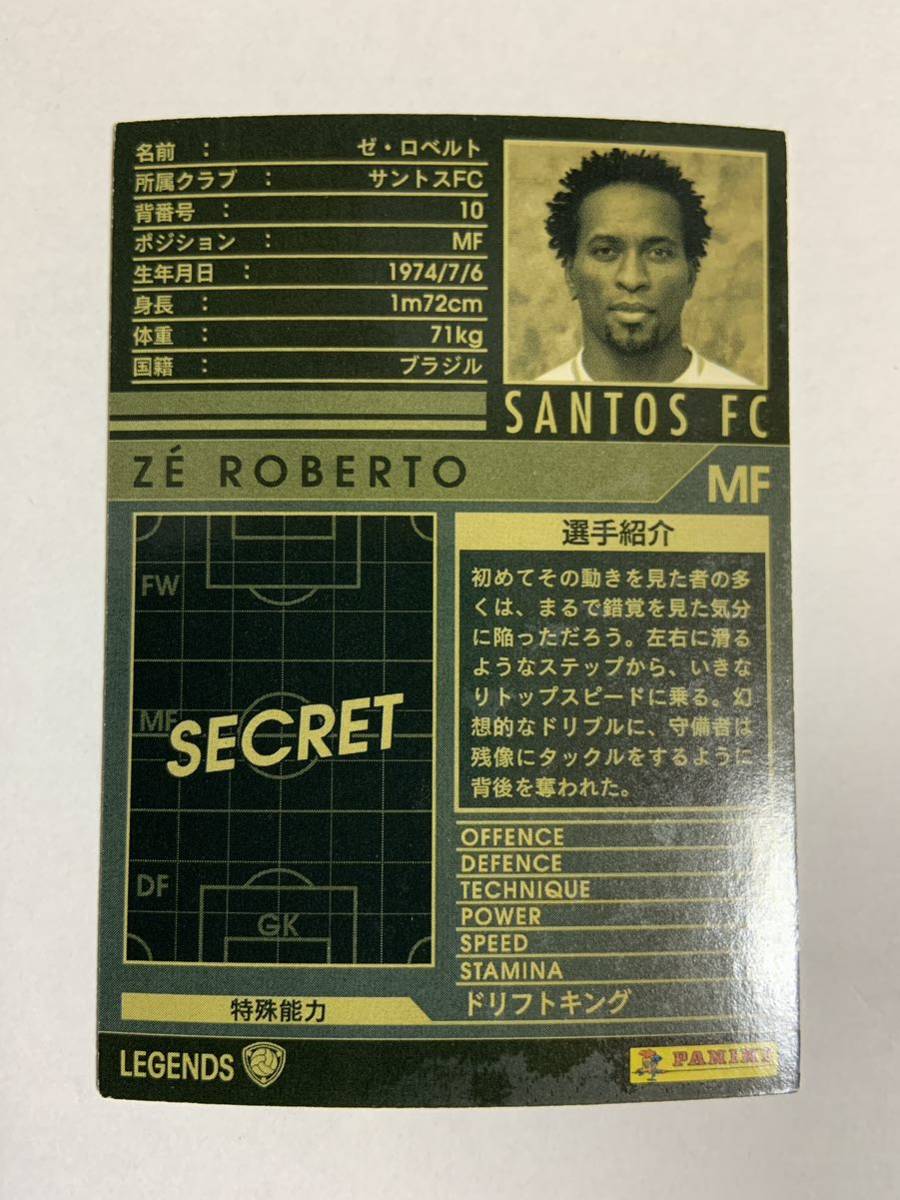 名前 : ゼ・ロベルト
所属クラブ : サントスFC
背番号 : 10
ポジション : MF
生年月日 : 1974/7/6
身長 : 1m72cm
体重 : 71kg
国籍 : ブラジル
SANTOS FC
ZÉ ROBERTO
MF
FW
MF
SECRET
DF
GK
選手紹介
初めてその動きを見た者の多
くは、まるで錯覚を見た気分
に陥っただろう。左右に滑る
ようなステップから、いきな
りトップスピードに乗る。幻
想的なドリブルに、守備者は
残像にタックルをするように
背後を奪われた。
OFFENCE
DEFENCE
TECHNIQUE
POWER
SPEED
STAMINA
特殊能力
ドリフトキング
LEGENDS
PANINI